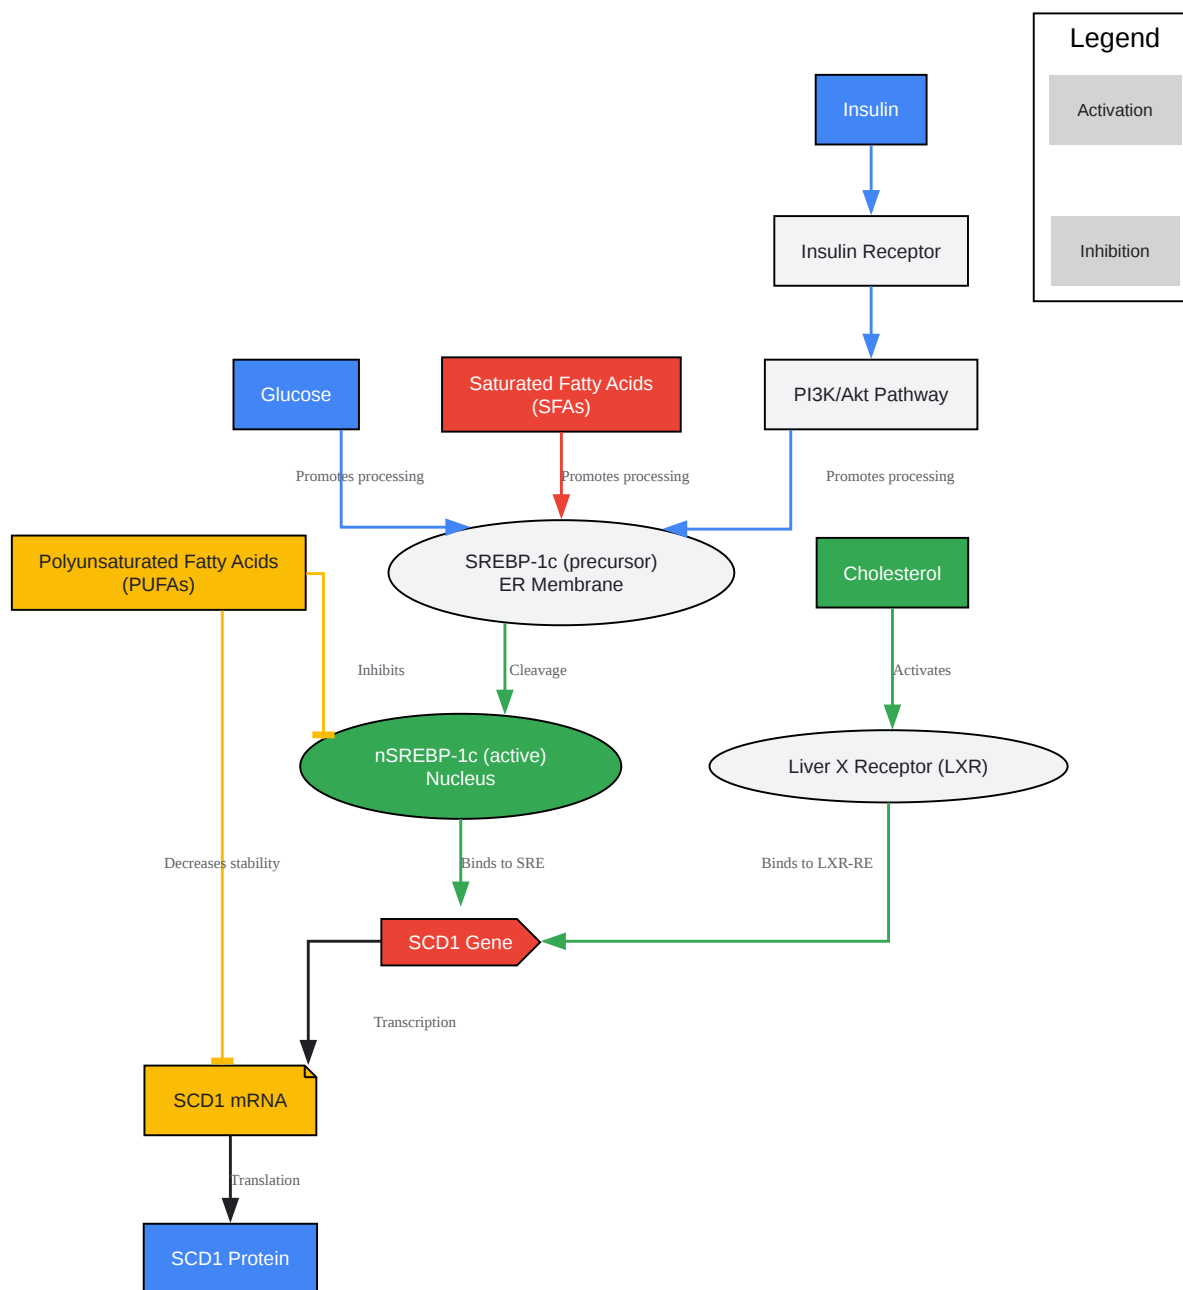 Legend
Activation
Inhibition
Insulin
Insulin Receptor
Glucose
Saturated Fatty Acids
(SFAs)
PI3K/Akt Pathway
Promotes processing
Promotes processing
Promotes processing
Polyunsaturated Fatty Acids
(PUFAs)
SREBP-1c (precursor)
ER Membrane
Cholesterol
Inhibits
Cleavage
Activates
nSREBP-1c (active)
Nucleus
Liver X Receptor (LXR)
Decreases stability
Binds to SRE
Binds to LXR-RE
SCD1 Gene
Transcription
SCD1 mRNA
Translation
SCD1 Protein